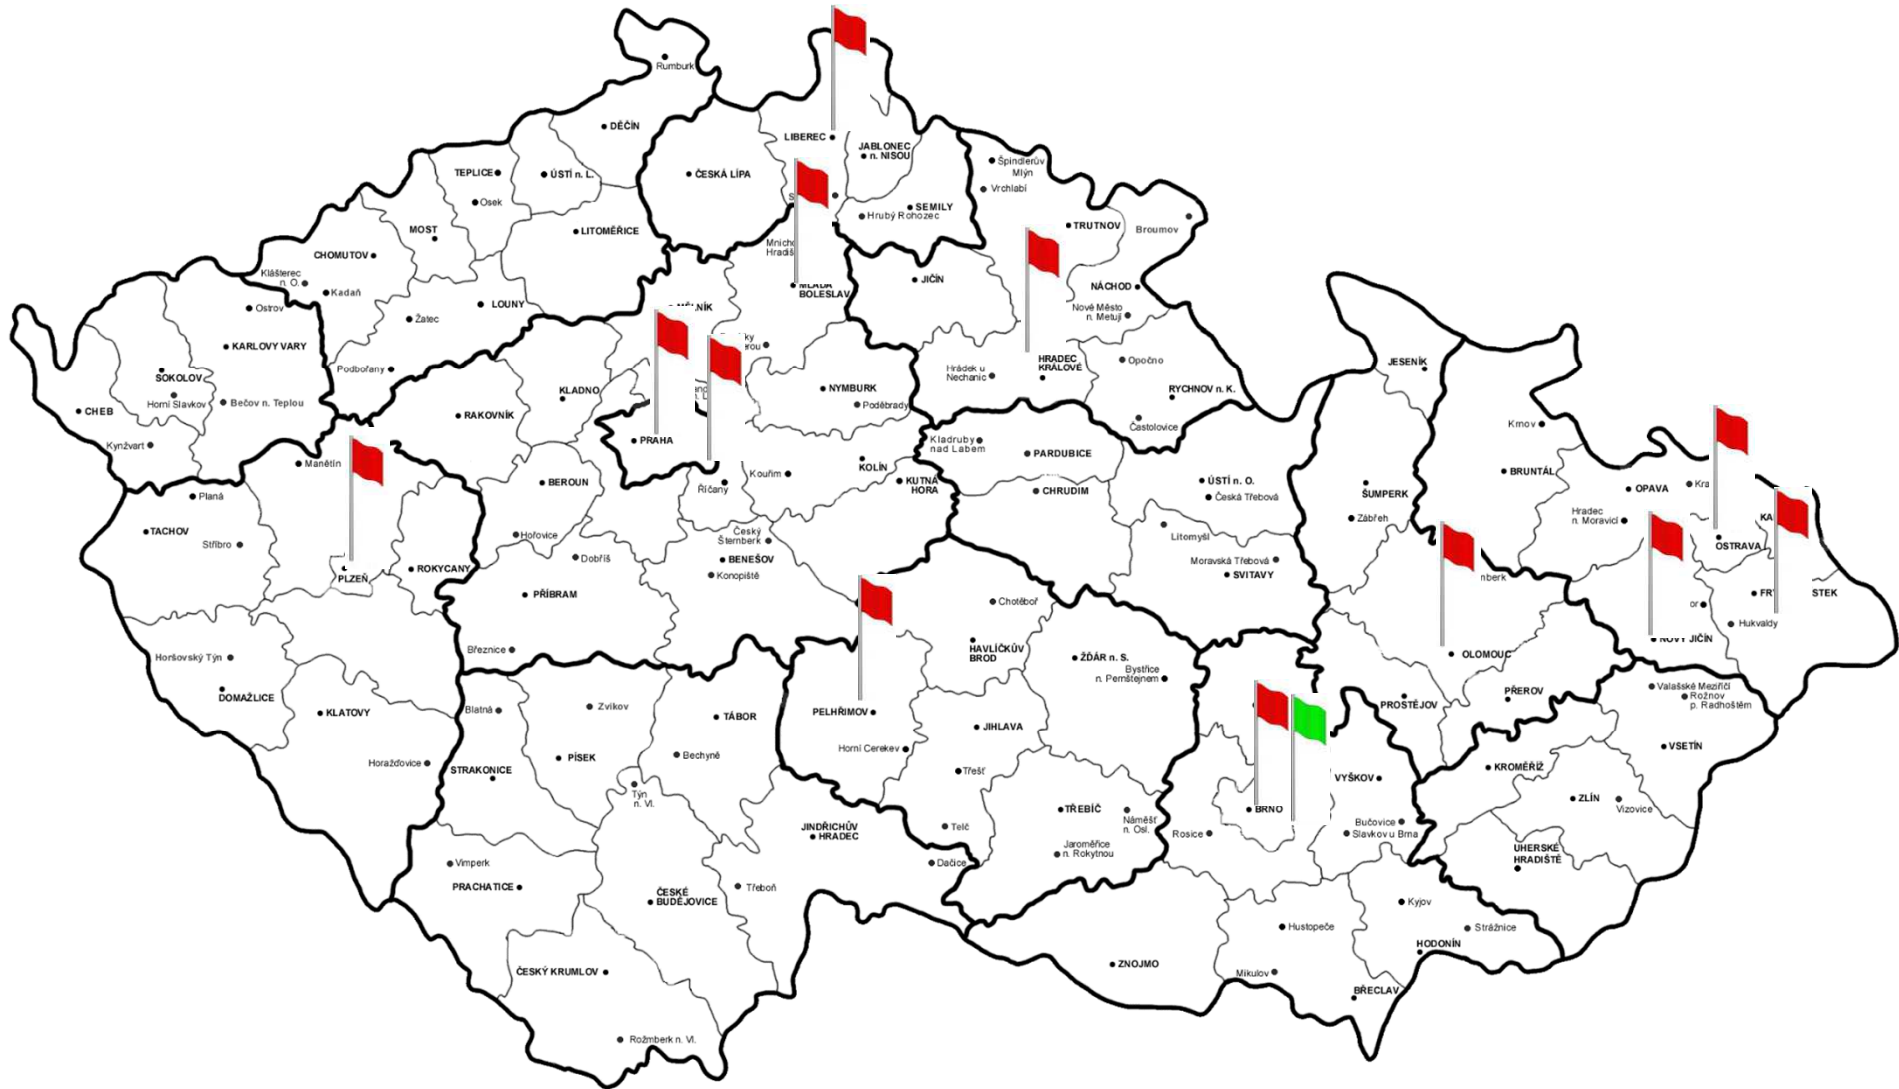 Rumburk
DĚČÍN
LIBEREC
JABLONEC
n. NISOU
TEPLICE
ÚSTÍ n. L.
ČESKÁ LÍPA
Špindlerův
Mlýn
Vrchlabí
Osek
SEMILY
Hrubý Rohozec
MOST
LITOMĚŘICE
TRUTNOV
Broumov
CHOMUTOV
Klášterec
n. O.
Kadaň
JIČÍN
NÁCHOD
BOLESLAV
Ostrov
LOUNY
Žatec
Nové Město
n. Metují
KARLOVY VARY
Podbořany
Opočno
HRADEC
KRÁLOVÉ
Hrádek u
Nechanic
JESENÍK
SOKOLOV
Horní Slavkov
Bečov n. Teplou
KLADNO
NYMBURK
Poděbrady
RYCHNOV n. K.
CHEB
RAKOVNÍK
Častolovice
Krnov
Kynžvart
PRAHA
Kladruby
nad Labem
PARDUBICE
Manětín
KOLÍN
Kouřim
BRUNTÁL
BEROUN
KUTNÁ
HORA
Říčany
CHRUDIM
ÚSTÍ n. O.
Česká Třebová
ŠUMPERK
OPAVA
Kra
Planá
Zábřeh
Hradec
n. Moravicí
KA
TACHOV
Stříbro
Hořovice
Český
Šternberk
Litomyšl
OSTRAVA
Dobříš
BENEŠOV
Konopiště
Moravská Třebová
SVITAVY
PLZEŇ
ROKYCANY
PŘÍBRAM
Chotěboř
FR
STEK
Hukvaldy
NOVÝ JIČÍN
Březnice
HAVLÍČKŮV
BROD
OLOMOUC
Horšovský Týn
ŽĎÁR n. S.
Bystřice
n. Pernštejnem
DOMAŽLICE
KLATOVY
Blatná
Zvíkov
TÁBOR
PELHŘIMOV
PROSTĚJOV
PŘEROV
Valašské Meziříčí
Rožnov
p. Radhoštěm
JIHLAVA
Horní Cerekev
VSETÍN
Horažďovice
STRAKONICE
PÍSEK
Bechyně
Třešť
VYŠKOV
KROMĚŘÍŽ
Týn
n. Vl.
TŘEBÍČ
Náměšť
n. Osl.
BRNO
ZLÍN
Vizovice
JINDŘICHŮV
HRADEC
Telč
Rosice
Bučovice
Slavkov u Brna
Jaroměřice
n. Rokytnou
UHERSKÉ
HRADIŠTĚ
Vimperk
Dačice
PRACHATICE
ČESKÉ
BUDĚJOVICE
Třeboň
Kyjov
Hustopeče
Strážnice
HODONÍN
ČESKÝ KRUMLOV
ZNOJMO
Mikulov
BŘECLAV
Rožmberk n. Vl.